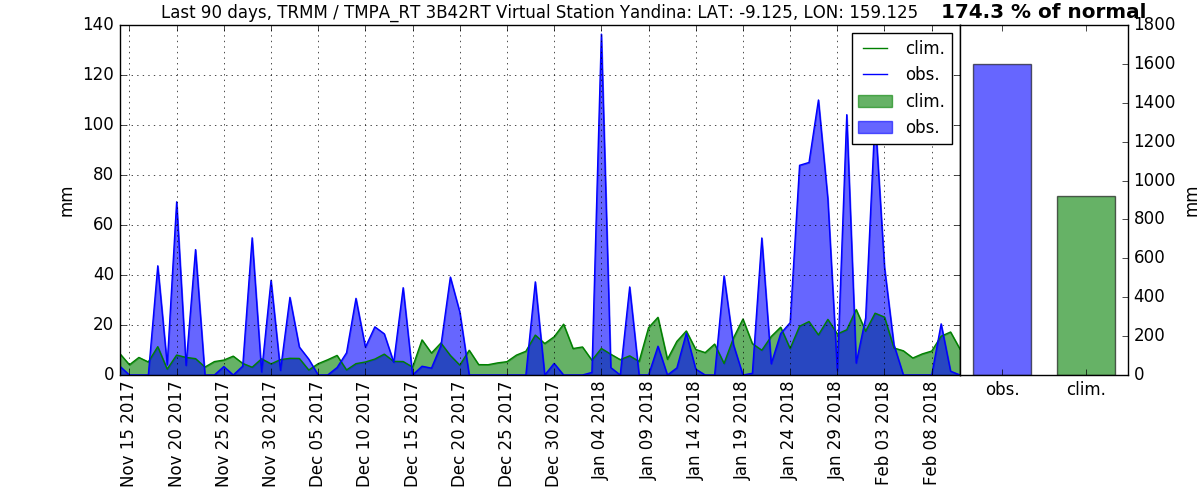 Last 90 days, TRMM / TMPA_RT 3B42RT Virtual Station Yandina: LAT: -9.125, LON: 159.125
174.3 % of normal
140
120
100
80
60
40
20
0
mm
clim.
obs.
clim.
obs.
1800
1600
1400
1200
1000
800
600
400
200
0
mm
obs.
clim.
Nov 15 2017
Nov 20 2017
Nov 25 2017
Nov 30 2017
Dec 05 2017
Dec 10 2017
Dec 15 2017
Dec 20 2017
Dec 25 2017
Dec 30 2017
Jan 04 2018
Jan 09 2018
Jan 14 2018
Jan 19 2018
Jan 24 2018
Jan 29 2018
Feb 03 2018
Feb 08 2018